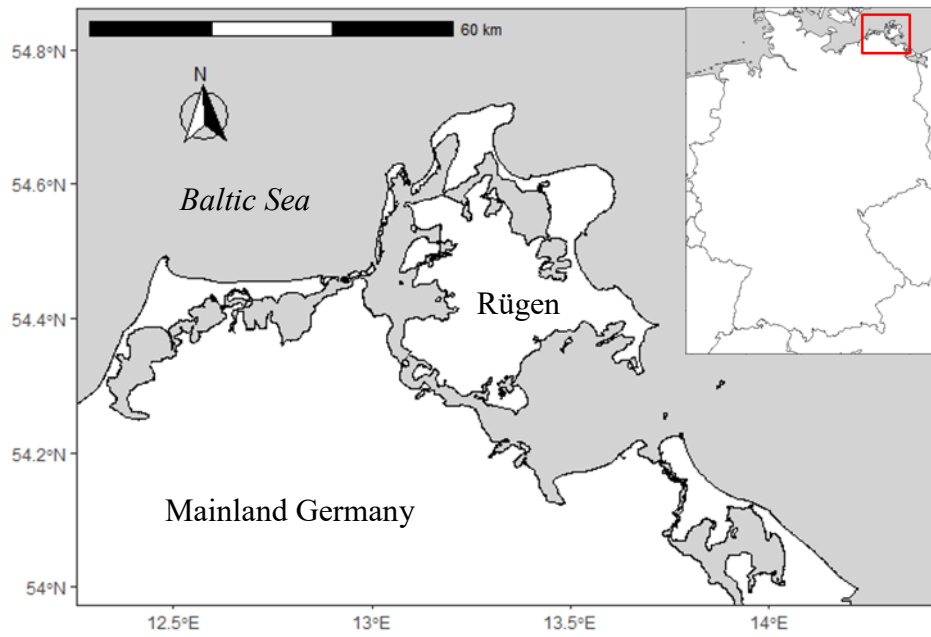 60 km
54.8°N
N
54.6°N
Baltic Sea
54.4°N
Rügen
54.2°N
Mainland Germany
54°N
12.5°E
13°E
13.5°E
14°E